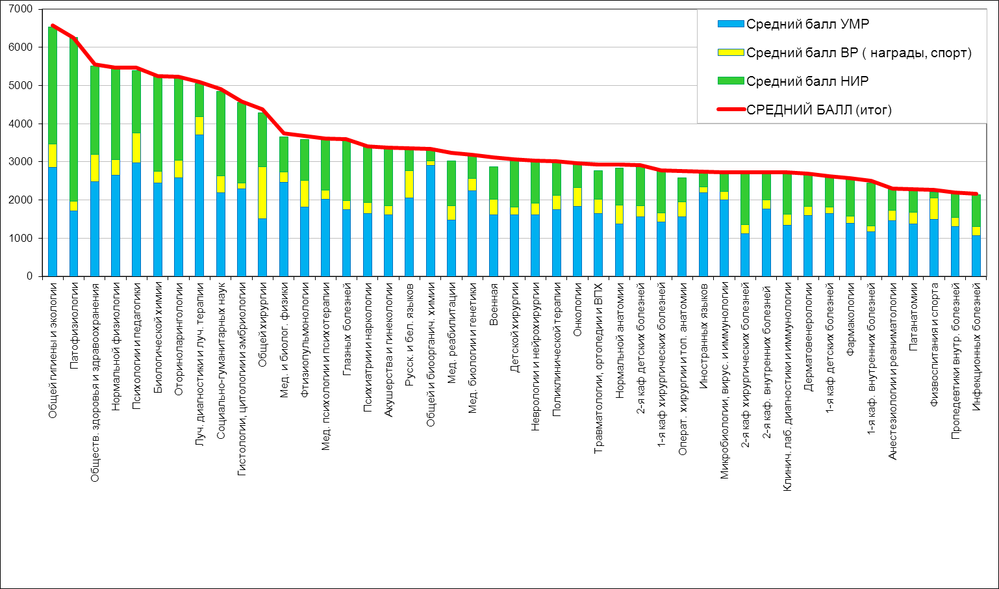 7000
6000
5000
4000
3000
2000
1000
0
Средний балл УМР
Средний балл ВР ( награды, спорт)
Средний балл НИР
СРЕДНИЙ БАЛЛ (итог)
Общей гигиены и экологии
Патофизиологии
Обществ. здоровья и здравоохранения
Нормальной физиологии
Психологии и педагогики
Биологической химии
Оториноларингологии
Луч. диагностики и луч. терапии
Социально-гуманитарных наук
Гистологии, цитологии и эмбриологии
Общей хирургии
Мед. и биолог. физики
Фтизиопульмонологии
Мед. психологии и психотерапии
Глазных болезней
Психиатрии и наркологии
Акушерства и гинекологии
Русск. и бел. языков
Общей и биоорганич. химии
Мед. реабилитации
Мед. биологии и генетики
Военная
Детской хирургии
Неврологии и нейрохирургии
Поликлинической терапии
Онкологии
Травматологии, ортопедии и ВПХ
Нормальной анатомии
2-я каф детских болезней
1-я каф хирургических болезней
Операт. хирургии и топ. анатомии
Иностранных языков
Микробиологии, вирус. и иммунологии
2-я каф хирургических болезней
2-я каф. внутренних болезней
Клинич. лаб. диагностики и иммунологии
Дерматовенерологии
1-я каф детских болезней
Фармакологии
1-я каф. внутренних болезней
Анестезиологии и реаниматологии
Патанатомии
Физвоспитания и спорта
Пропедевтики внутр. болезней
Инфекционных болезней